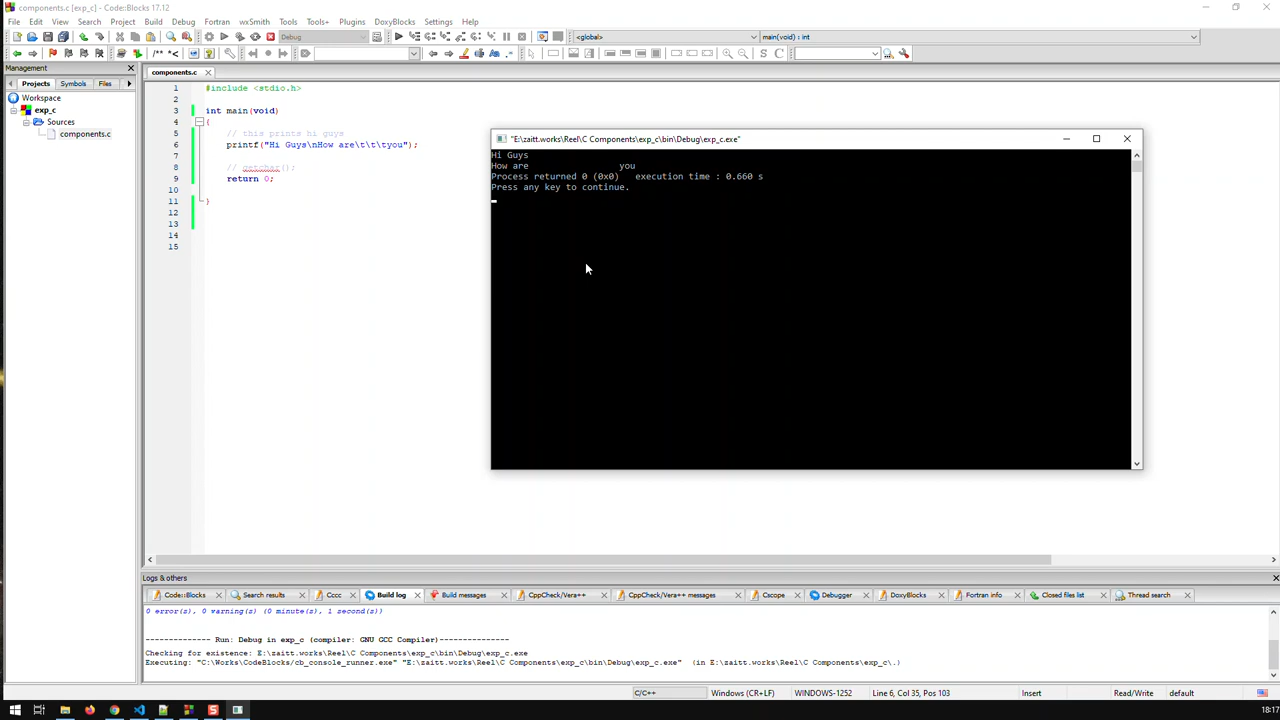 components.c [exp_c] - Code::Blocks 17.12
File Edit View Search Project Build Debug Fortran wxSmith Tools Tools+ Plugins DoxyBlocks Settings Help
Debug
<global>
main(void) : int
/** *<
S C
Management
Projects Symbols Files
Workspace
exp_c
Sources
components.c
components.c
1 #include <stdio.h>
2
3 int main(void)
4 {
5 // this prints hi guys
6 printf("Hi Guys\nHow are\t\t\tyou");
7
8 // getchar();
9 return 0;
10
11 }
12
13
14
15
"E:\zaitt.works\Reel\C Components\exp_c\bin\Debug\exp_c.exe"
Hi Guys
How are you
Process returned 0 (0x0) execution time : 0.660 s
Press any key to continue.
Logs & others
Code::Blocks Search results Cccc Build log Build messages CppCheck/Vera++ CppCheck/Vera++ messages Cscope Debugger DoxyBlocks Fortran info Closed files list Thread search
0 error(s), 0 warning(s) (0 minute(s), 1 second(s))
-------------- Run: Debug in exp_c (compiler: GNU GCC Compiler)---------------
Checking for existence: E:\zaitt.works\Reel\C Components\exp_c\bin\Debug\exp_c.exe
Executing: "C:\Works\CodeBlocks/cb_console_runner.exe" "E:\zaitt.works\Reel\C Components\exp_c\bin\Debug\exp_c.exe" (in E:\zaitt.works\Reel\C Components\exp_c\.)
C/C++ Windows (CR+LF) WINDOWS-1252 Line 6, Col 35, Pos 103 Insert Read/Write default
18:17